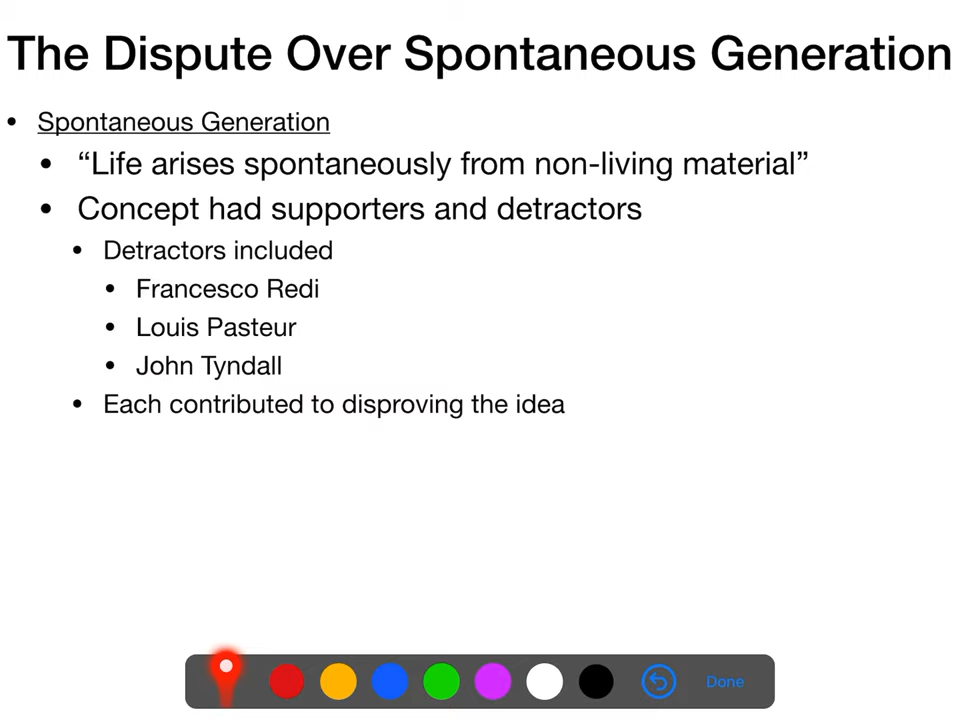 The Dispute Over Spontaneous Generation
• Spontaneous Generation
• “Life arises spontaneously from non-living material”
• Concept had supporters and detractors
• Detractors included
• Francesco Redi
• Louis Pasteur
• John Tyndall
• Each contributed to disproving the idea
Done